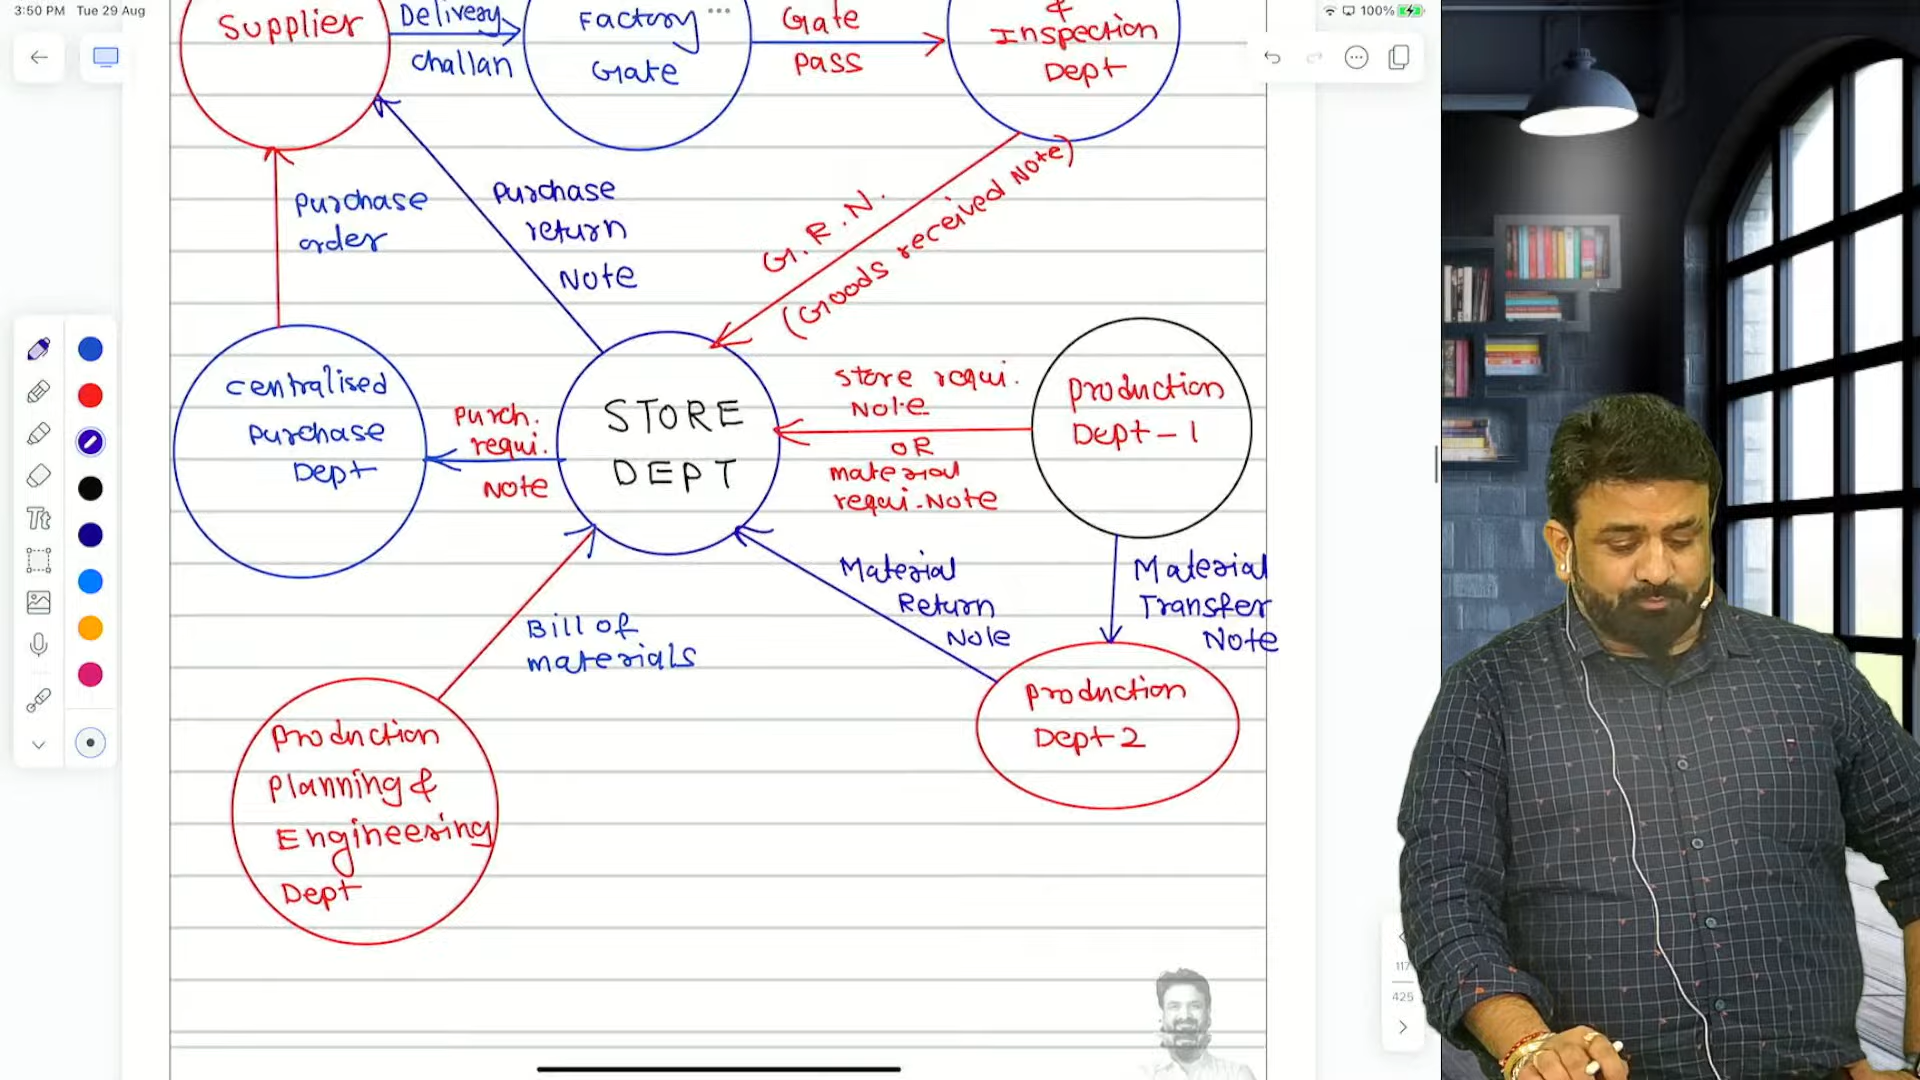 3:50 PM Tue 29 Aug
100%
Supplier
Delivery
challan
Factory
Gate
Gate
pass
&
Inspection
Dept
Purchase
order
Purchase
return
Note
G.R.N.
(Goods received Note)
centralised
purchase
Dept
purch.
requi.
Note
STORE
DEPT
store requi.
Note
OR
material
requi. Note
production
Dept-1
Bill of
materials
Material
Return
Note
Material
Transfer
Note
production
Dept 2
Production
Planning &
Engineering
Dept
Tt
117
425